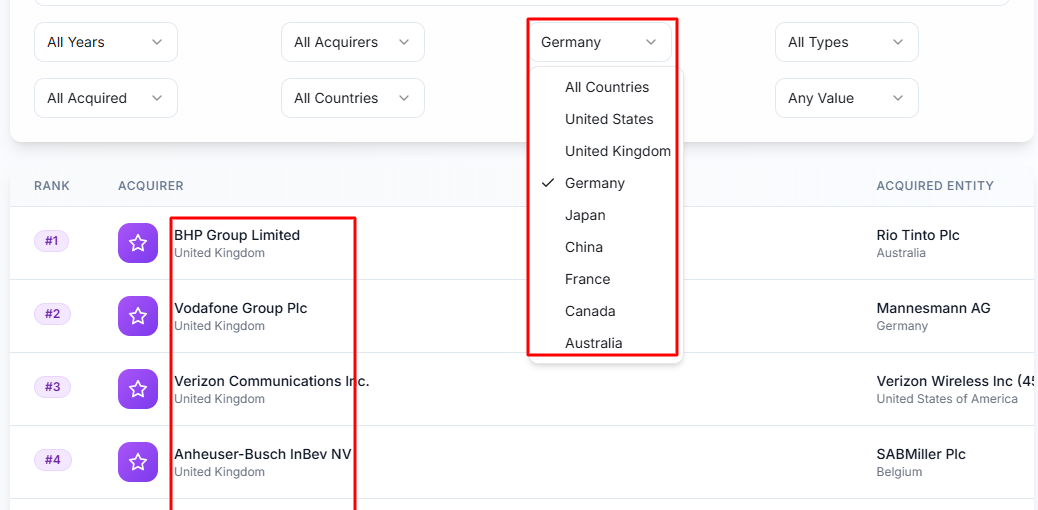 All Years
All Acquirers
Germany
All Types
All Acquired
All Countries
Any Value
All Countries
United States
United Kingdom
Germany
Japan
China
France
Canada
Australia
RANK
ACQUIRER
ACQUIRED ENTITY
#1
BHP Group Limited
United Kingdom
Rio Tinto Plc
Australia
#2
Vodafone Group Plc
United Kingdom
Mannesmann AG
Germany
#3
Verizon Communications Inc.
United Kingdom
Verizon Wireless Inc (45
United States of America
#4
Anheuser-Busch InBev NV
United Kingdom
SABMiller Plc
Belgium